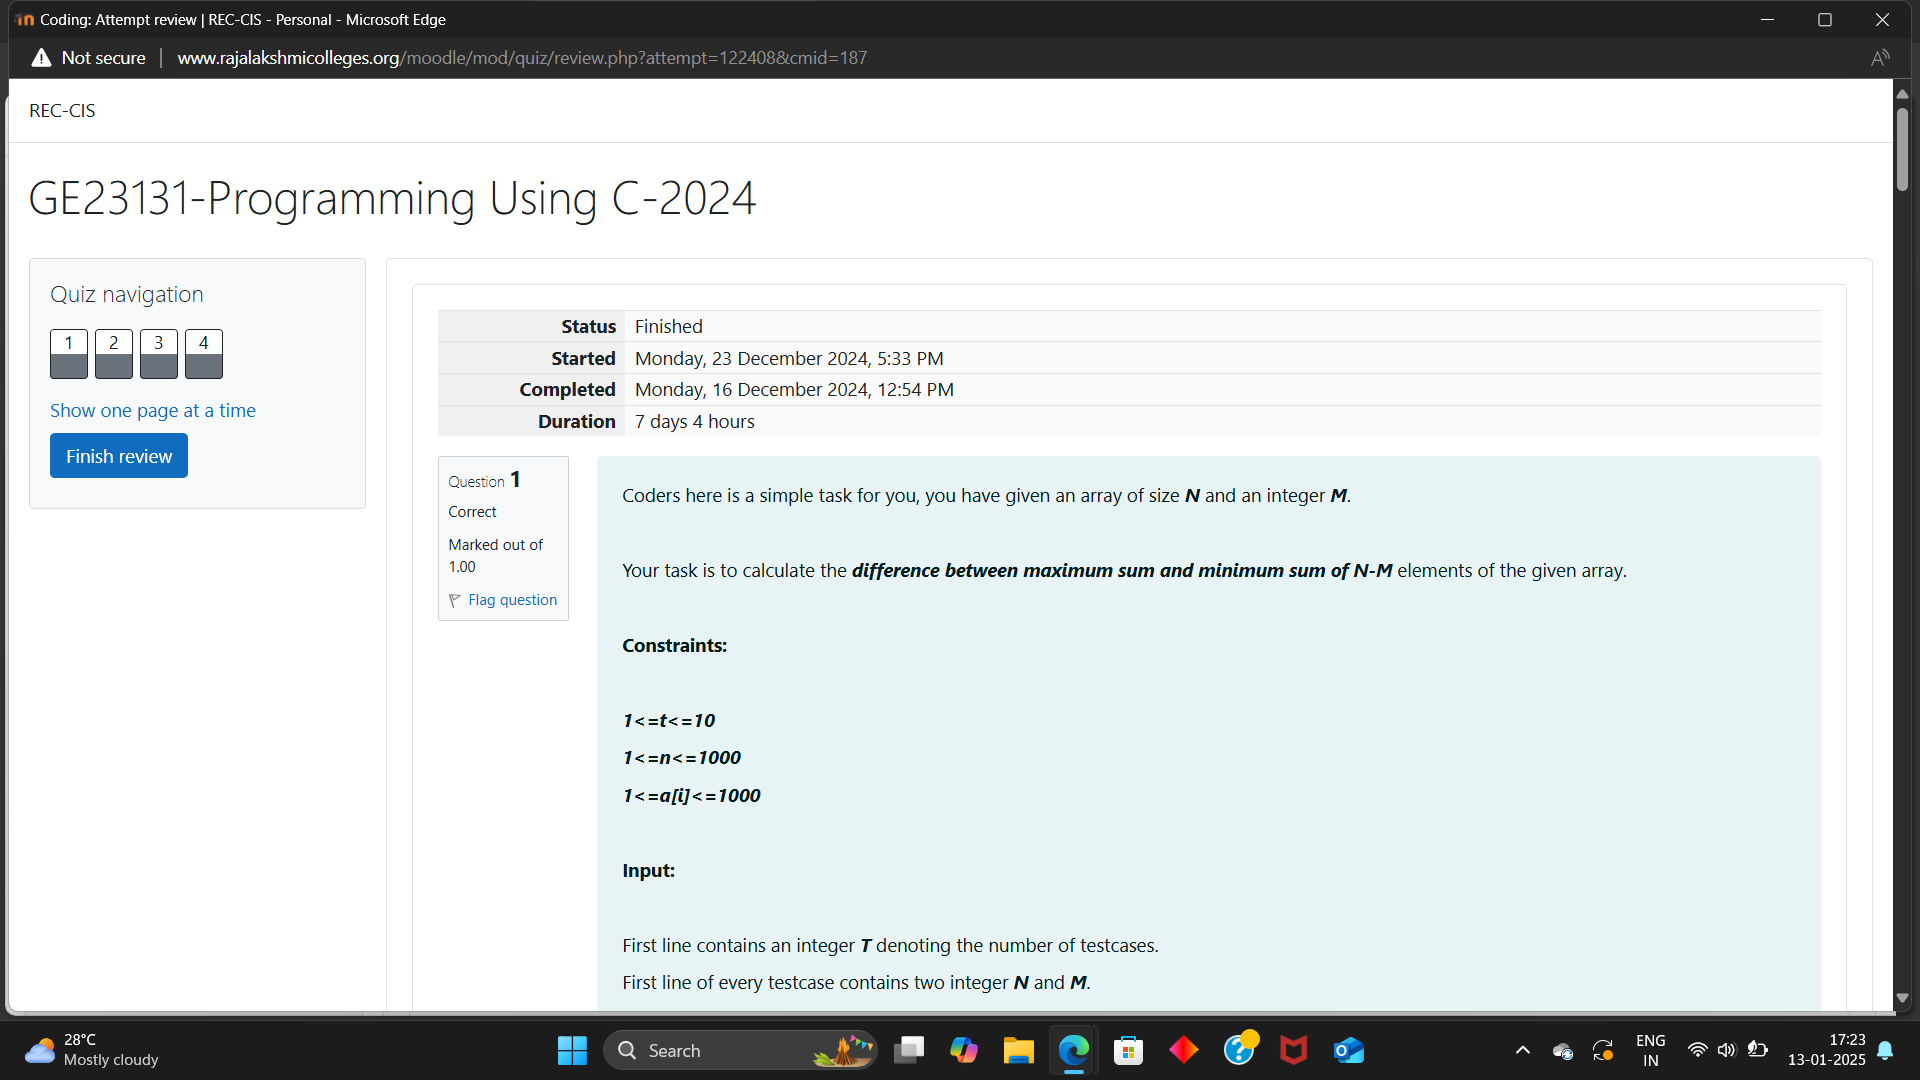 Coding: Attempt review | REC-CIS - Personal - Microsoft Edge
Not secure
www.rajalakshmicolleges.org/moodle/mod/quiz/review.php?attempt=122408&cmid=187
REC-CIS
GE23131-Programming Using C-2024
Quiz navigation
1 2 3 4
Show one page at a time
Finish review
Status Finished
Started Monday, 23 December 2024, 5:33 PM
Completed Monday, 16 December 2024, 12:54 PM
Duration 7 days 4 hours
Question 1
Correct
Marked out of
1.00
Flag question
Coders here is a simple task for you, you have given an array of size N and an integer M.
Your task is to calculate the difference between maximum sum and minimum sum of N-M elements of the given array.
Constraints:
1<=t<=10
1<=n<=1000
1<=a[i]<=1000
Input:
First line contains an integer T denoting the number of testcases.
First line of every testcase contains two integer N and M.
28°C
Mostly cloudy
Search
ENG
IN
17:23
13-01-2025